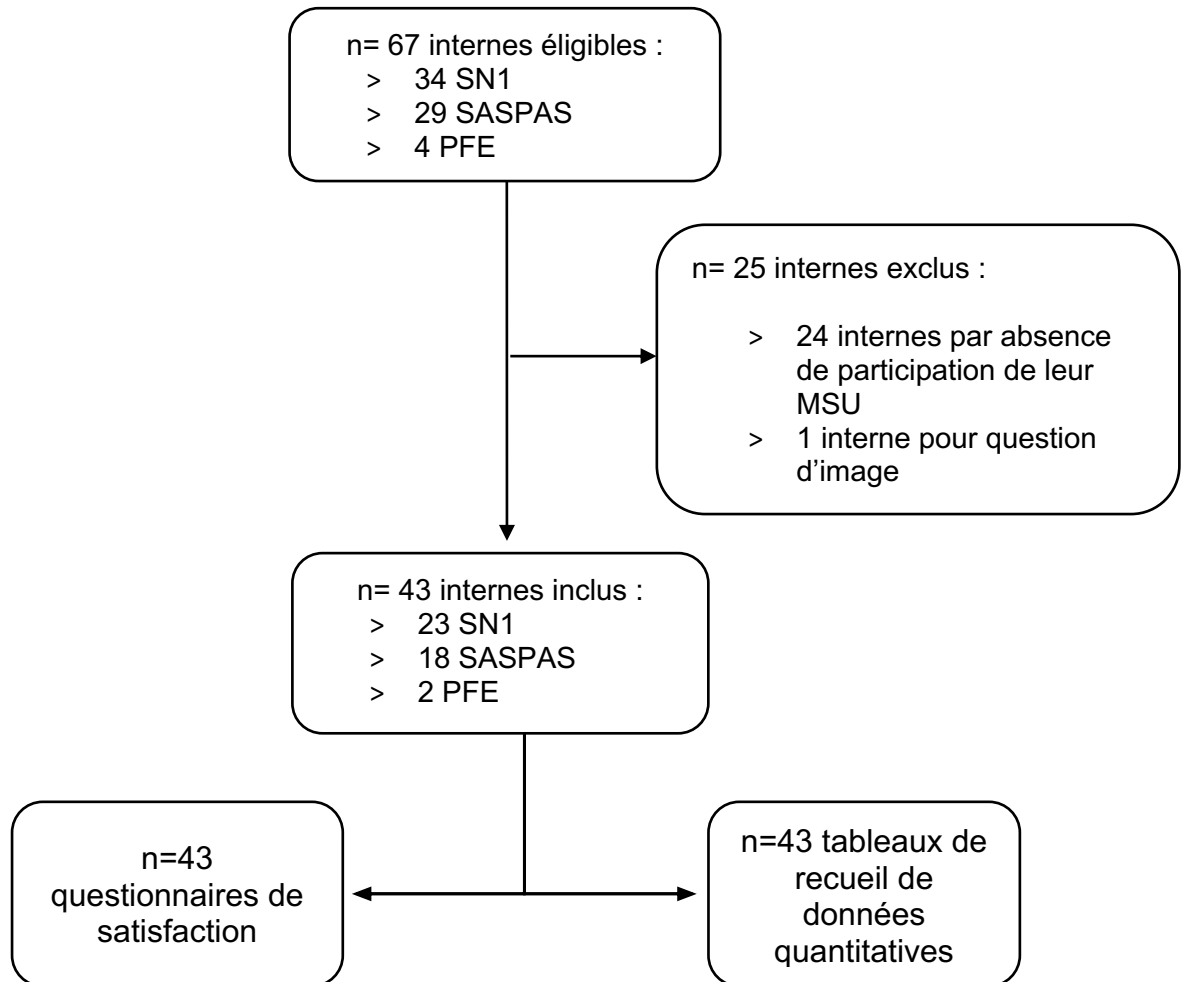 n= 67 internes éligibles :
> 34 SN1
> 29 SASPAS
> 4 PFE
n= 25 internes exclus :
> 24 internes par absence
de participation de leur
MSU
> 1 interne pour question
d’image
n= 43 internes inclus :
> 23 SN1
> 18 SASPAS
> 2 PFE
n=43
questionnaires de
satisfaction
n=43 tableaux de
recueil de
données
quantitatives